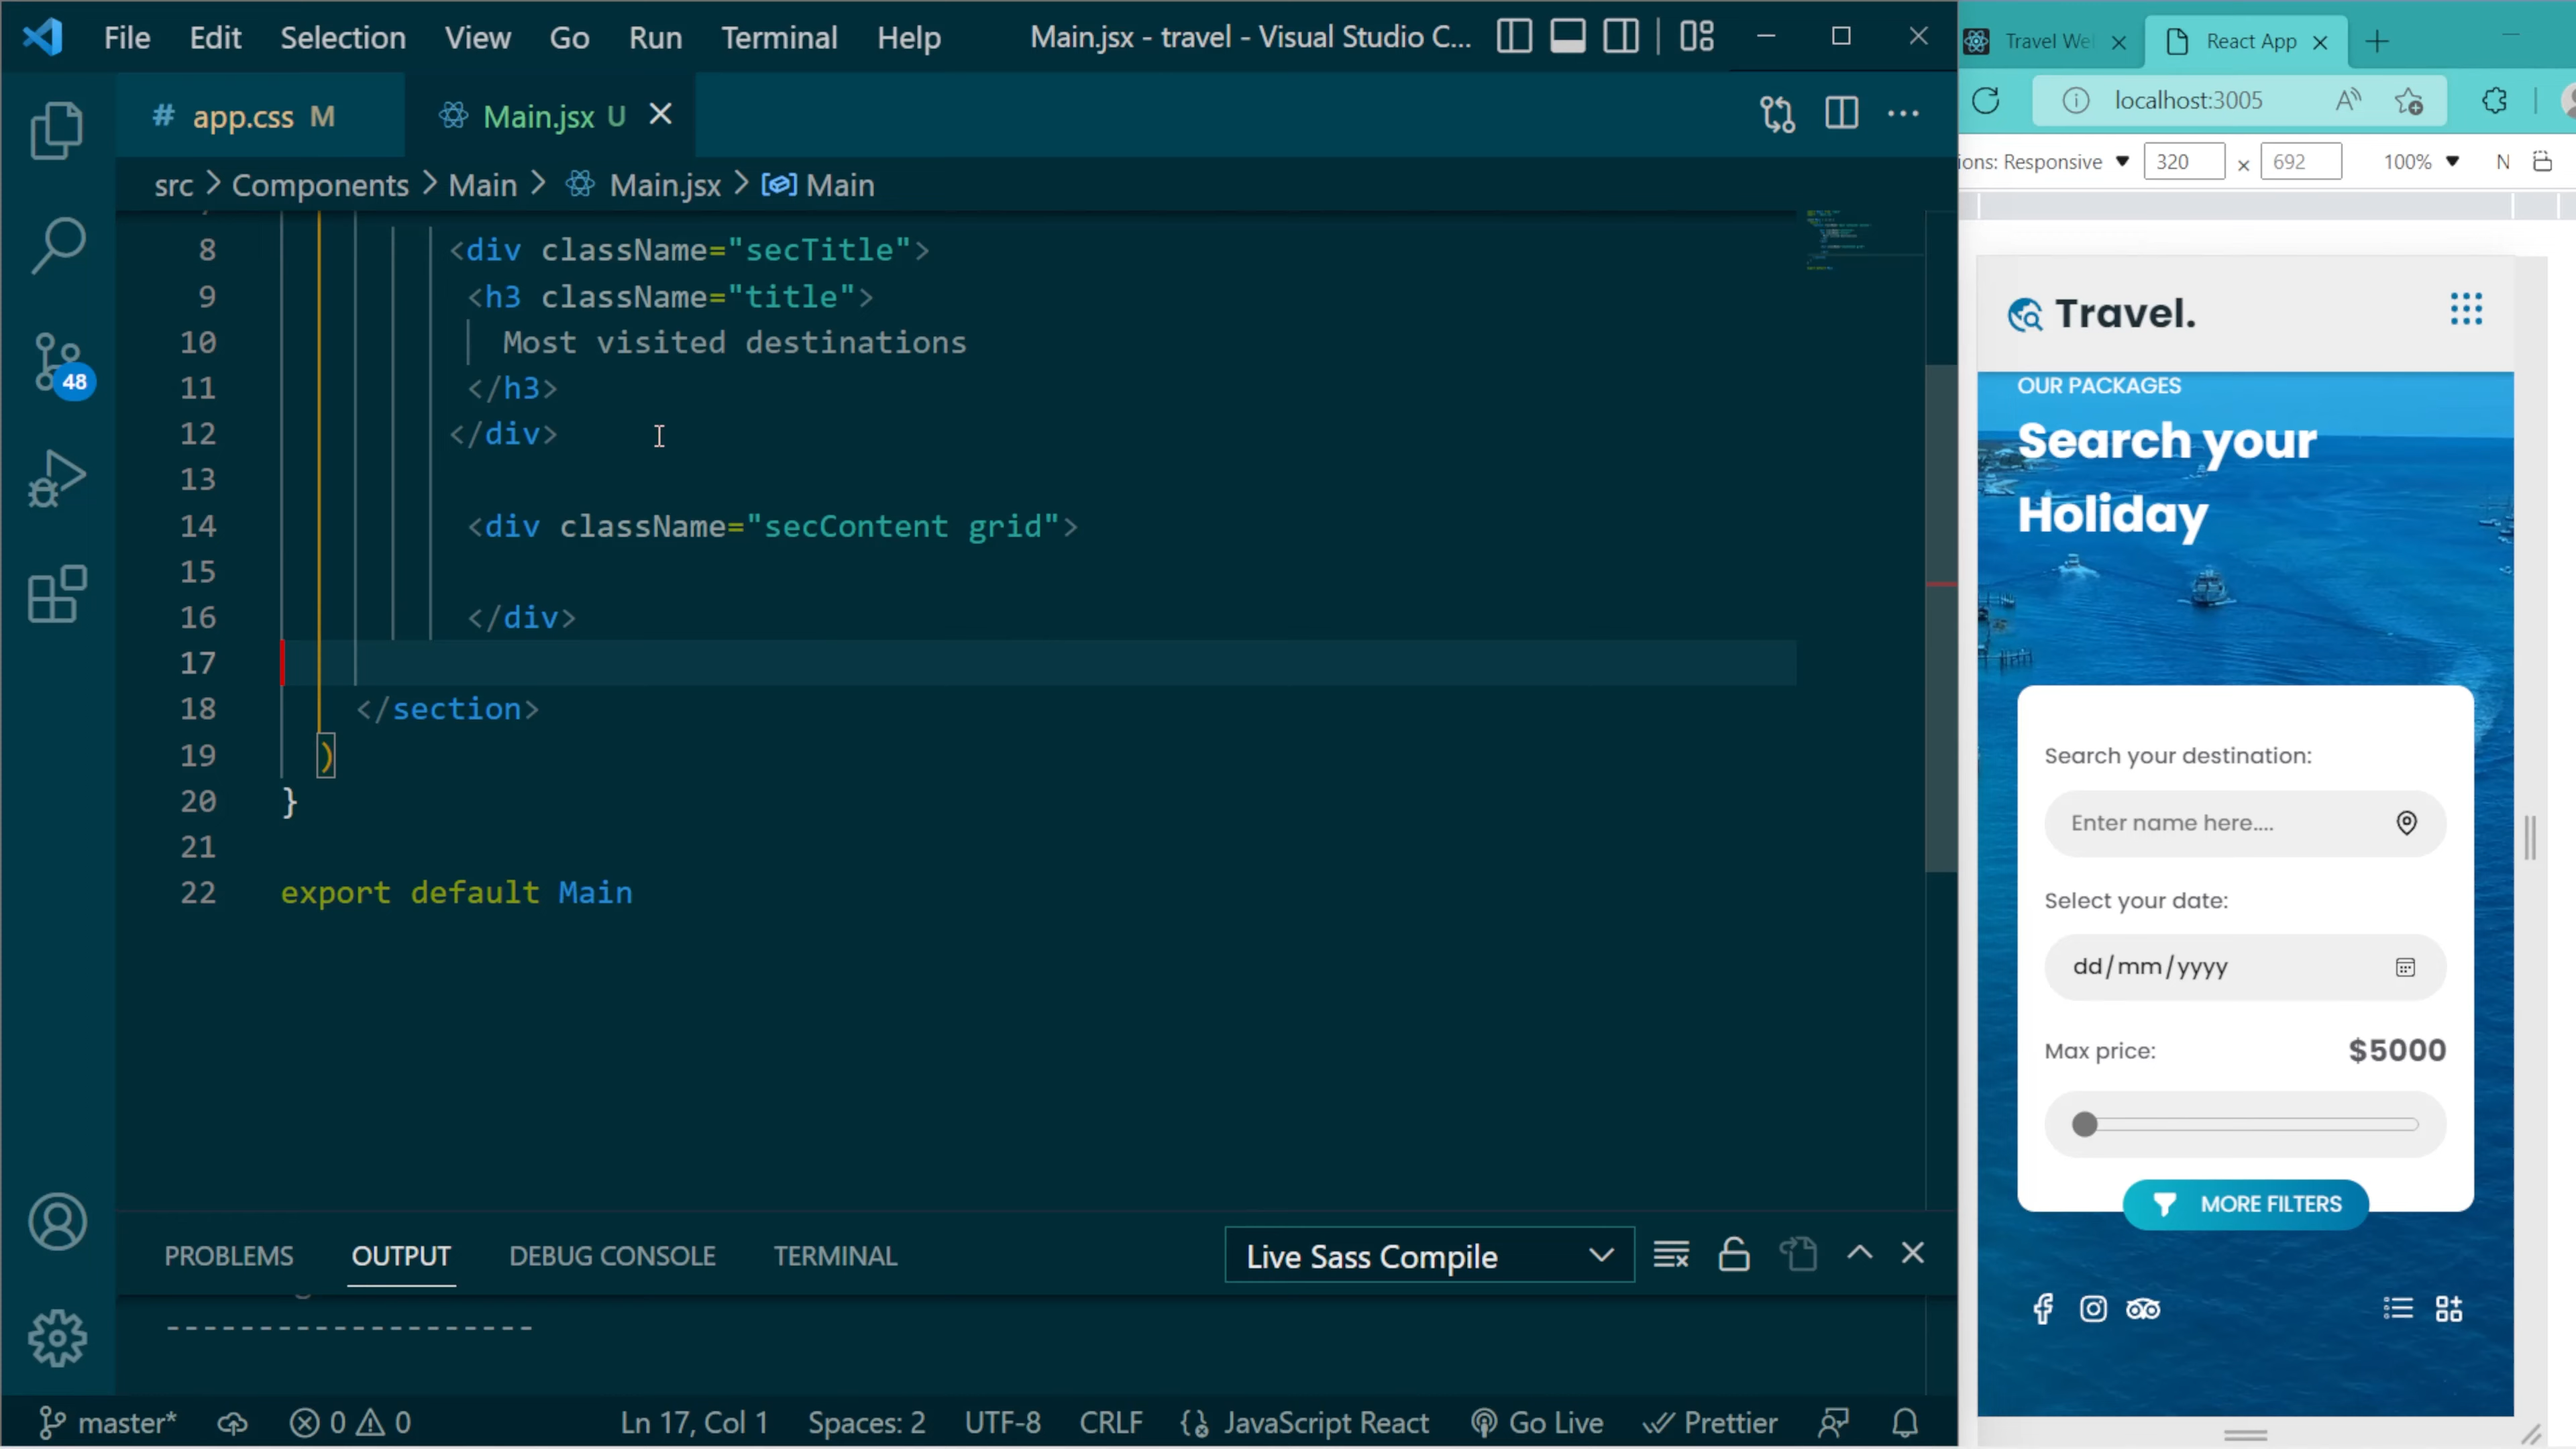 File Edit Selection View Go Run Terminal Help Main.jsx - travel - Visual Studio C...
# app.css M
Main.jsx U
src > Components > Main > Main.jsx > Main
8 <div className="secTitle">
9 <h3 className="title">
10 Most visited destinations
11 </h3>
12 </div>
13
14 <div className="secContent grid">
15
16 </div>
17
18 </section>
19 )
20 }
21
22 export default Main
48
PROBLEMS OUTPUT DEBUG CONSOLE TERMINAL
Live Sass Compile
--------------------
master* 0 0 Ln 17, Col 1 Spaces: 2 UTF-8 CRLF JavaScript React Go Live Prettier
Travel We
React App
localhost:3005
ions: Responsive 320 × 692 100% N
Travel.
OUR PACKAGES
Search your
Holiday
Search your destination:
Enter name here....
Select your date:
dd/mm/yyyy
Max price: $5000
MORE FILTERS